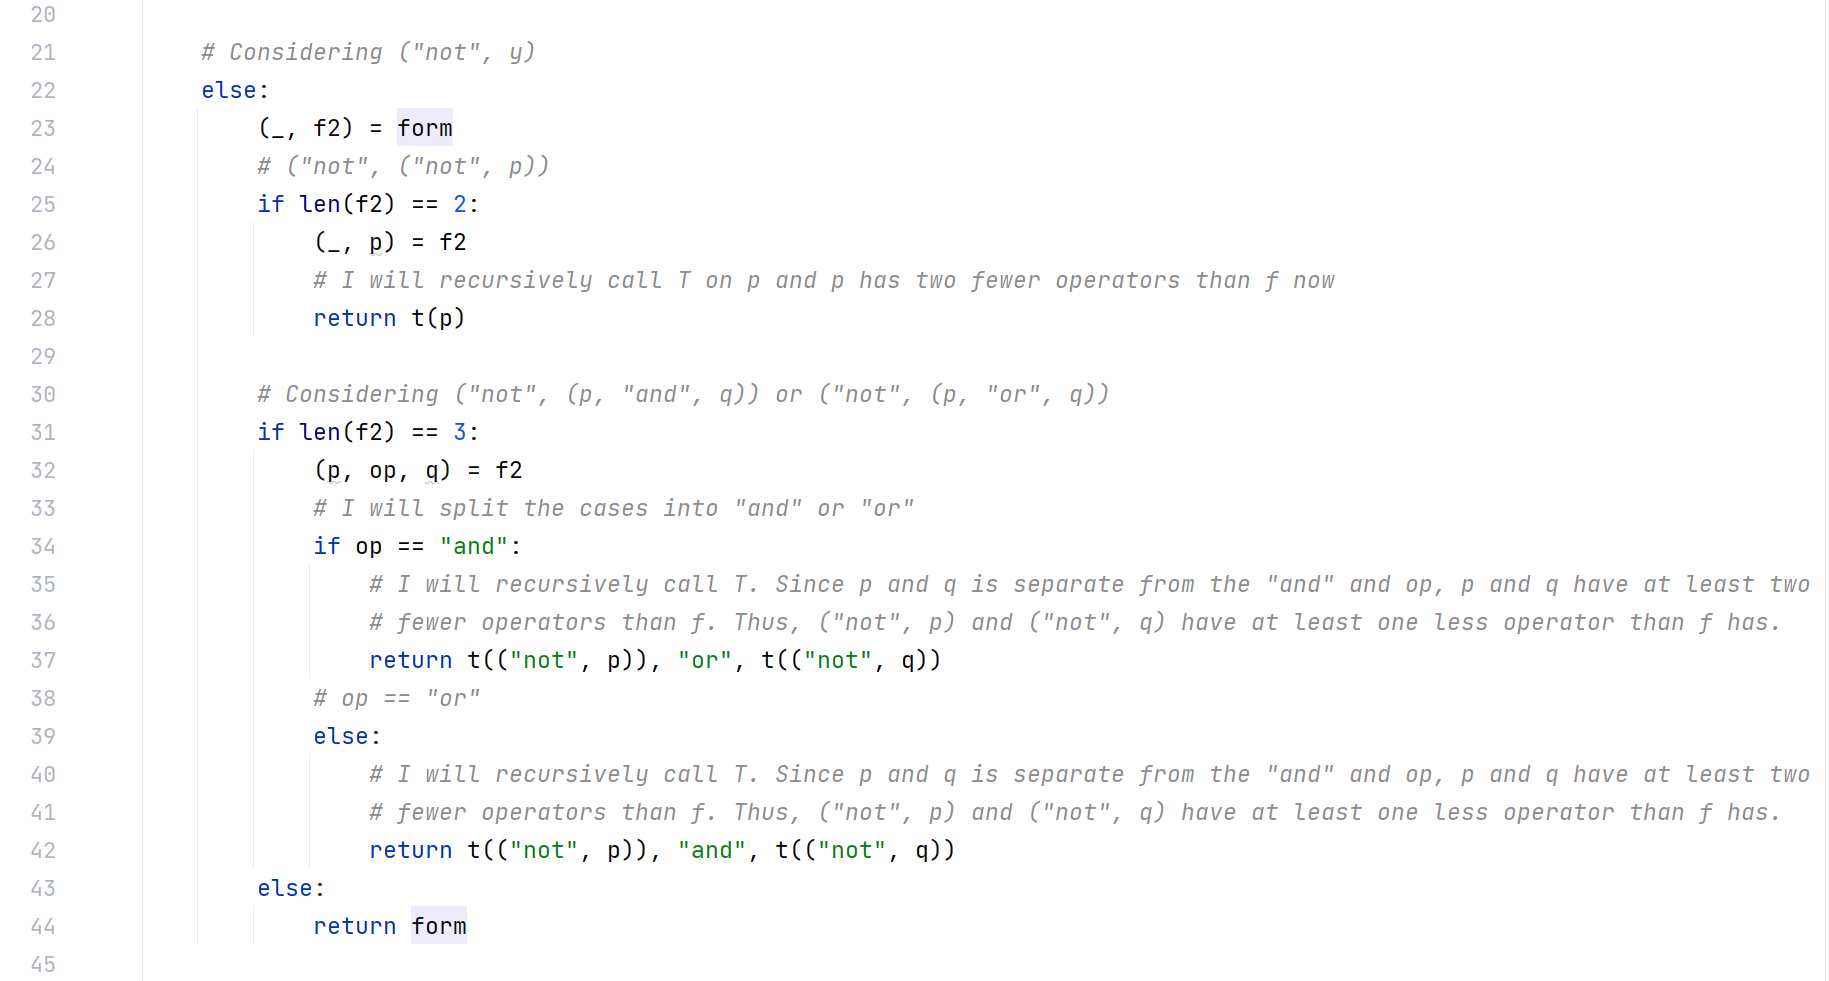 20
21 # Considering ("not", y)
22 else:
23 (_, f2) = form
24 # ("not", ("not", p))
25 if len(f2) == 2:
26 (_, p) = f2
27 # I will recursively call T on p and p has two fewer operators than f now
28 return t(p)
29
30 # Considering ("not", (p, "and", q)) or ("not", (p, "or", q))
31 if len(f2) == 3:
32 (p, op, q) = f2
33 # I will split the cases into "and" or "or"
34 if op == "and":
35 # I will recursively call T. Since p and q is separate from the "and" and op, p and q have at least two
36 # fewer operators than f. Thus, ("not", p) and ("not", q) have at least one less operator than f has.
37 return t(("not", p)), "or", t(("not", q))
38 # op == "or"
39 else:
40 # I will recursively call T. Since p and q is separate from the "and" and op, p and q have at least two
41 # fewer operators than f. Thus, ("not", p) and ("not", q) have at least one less operator than f has.
42 return t(("not", p)), "and", t(("not", q))
43 else:
44 return form
45